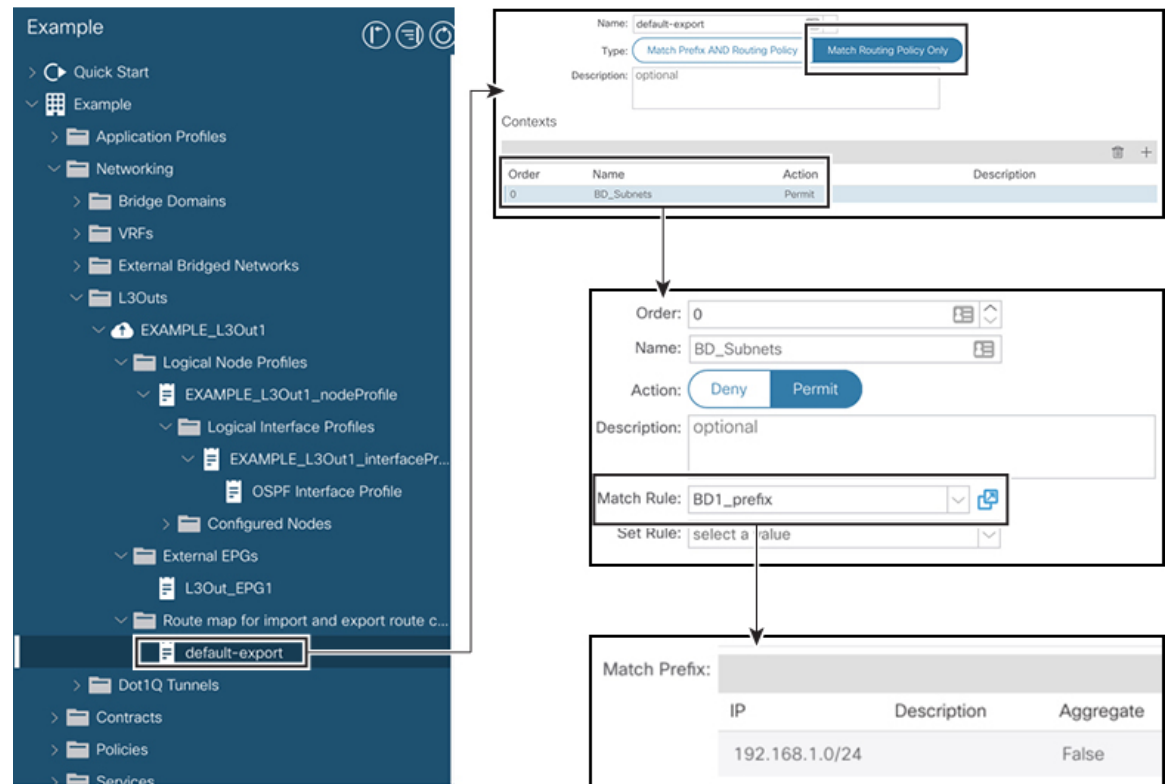 Example
Quick Start
Example
Application Profiles
Networking
Bridge Domains
VRFs
External Bridged Networks
L3Outs
EXAMPLE_L3Out1
Logical Node Profiles
EXAMPLE_L3Out1_nodeProfile
Logical Interface Profiles
EXAMPLE_L3Out1_interfacePr...
OSPF Interface Profile
Configured Nodes
External EPGs
L3Out_EPG1
Route map for import and export route c...
default-export
Dot1Q Tunnels
Contracts
Policies
Services
Name: default-export
Type: Match Prefix AND Routing Policy Match Routing Policy Only
Description: optional
Contexts
Order Name Action Description
0 BD_Subnets Permit
Order: 0
Name: BD_Subnets
Action: Deny Permit
Description: optional
Match Rule: BD1_prefix
Set Rule: select a value
Match Prefix:
IP Description Aggregate
192.168.1.0/24 False